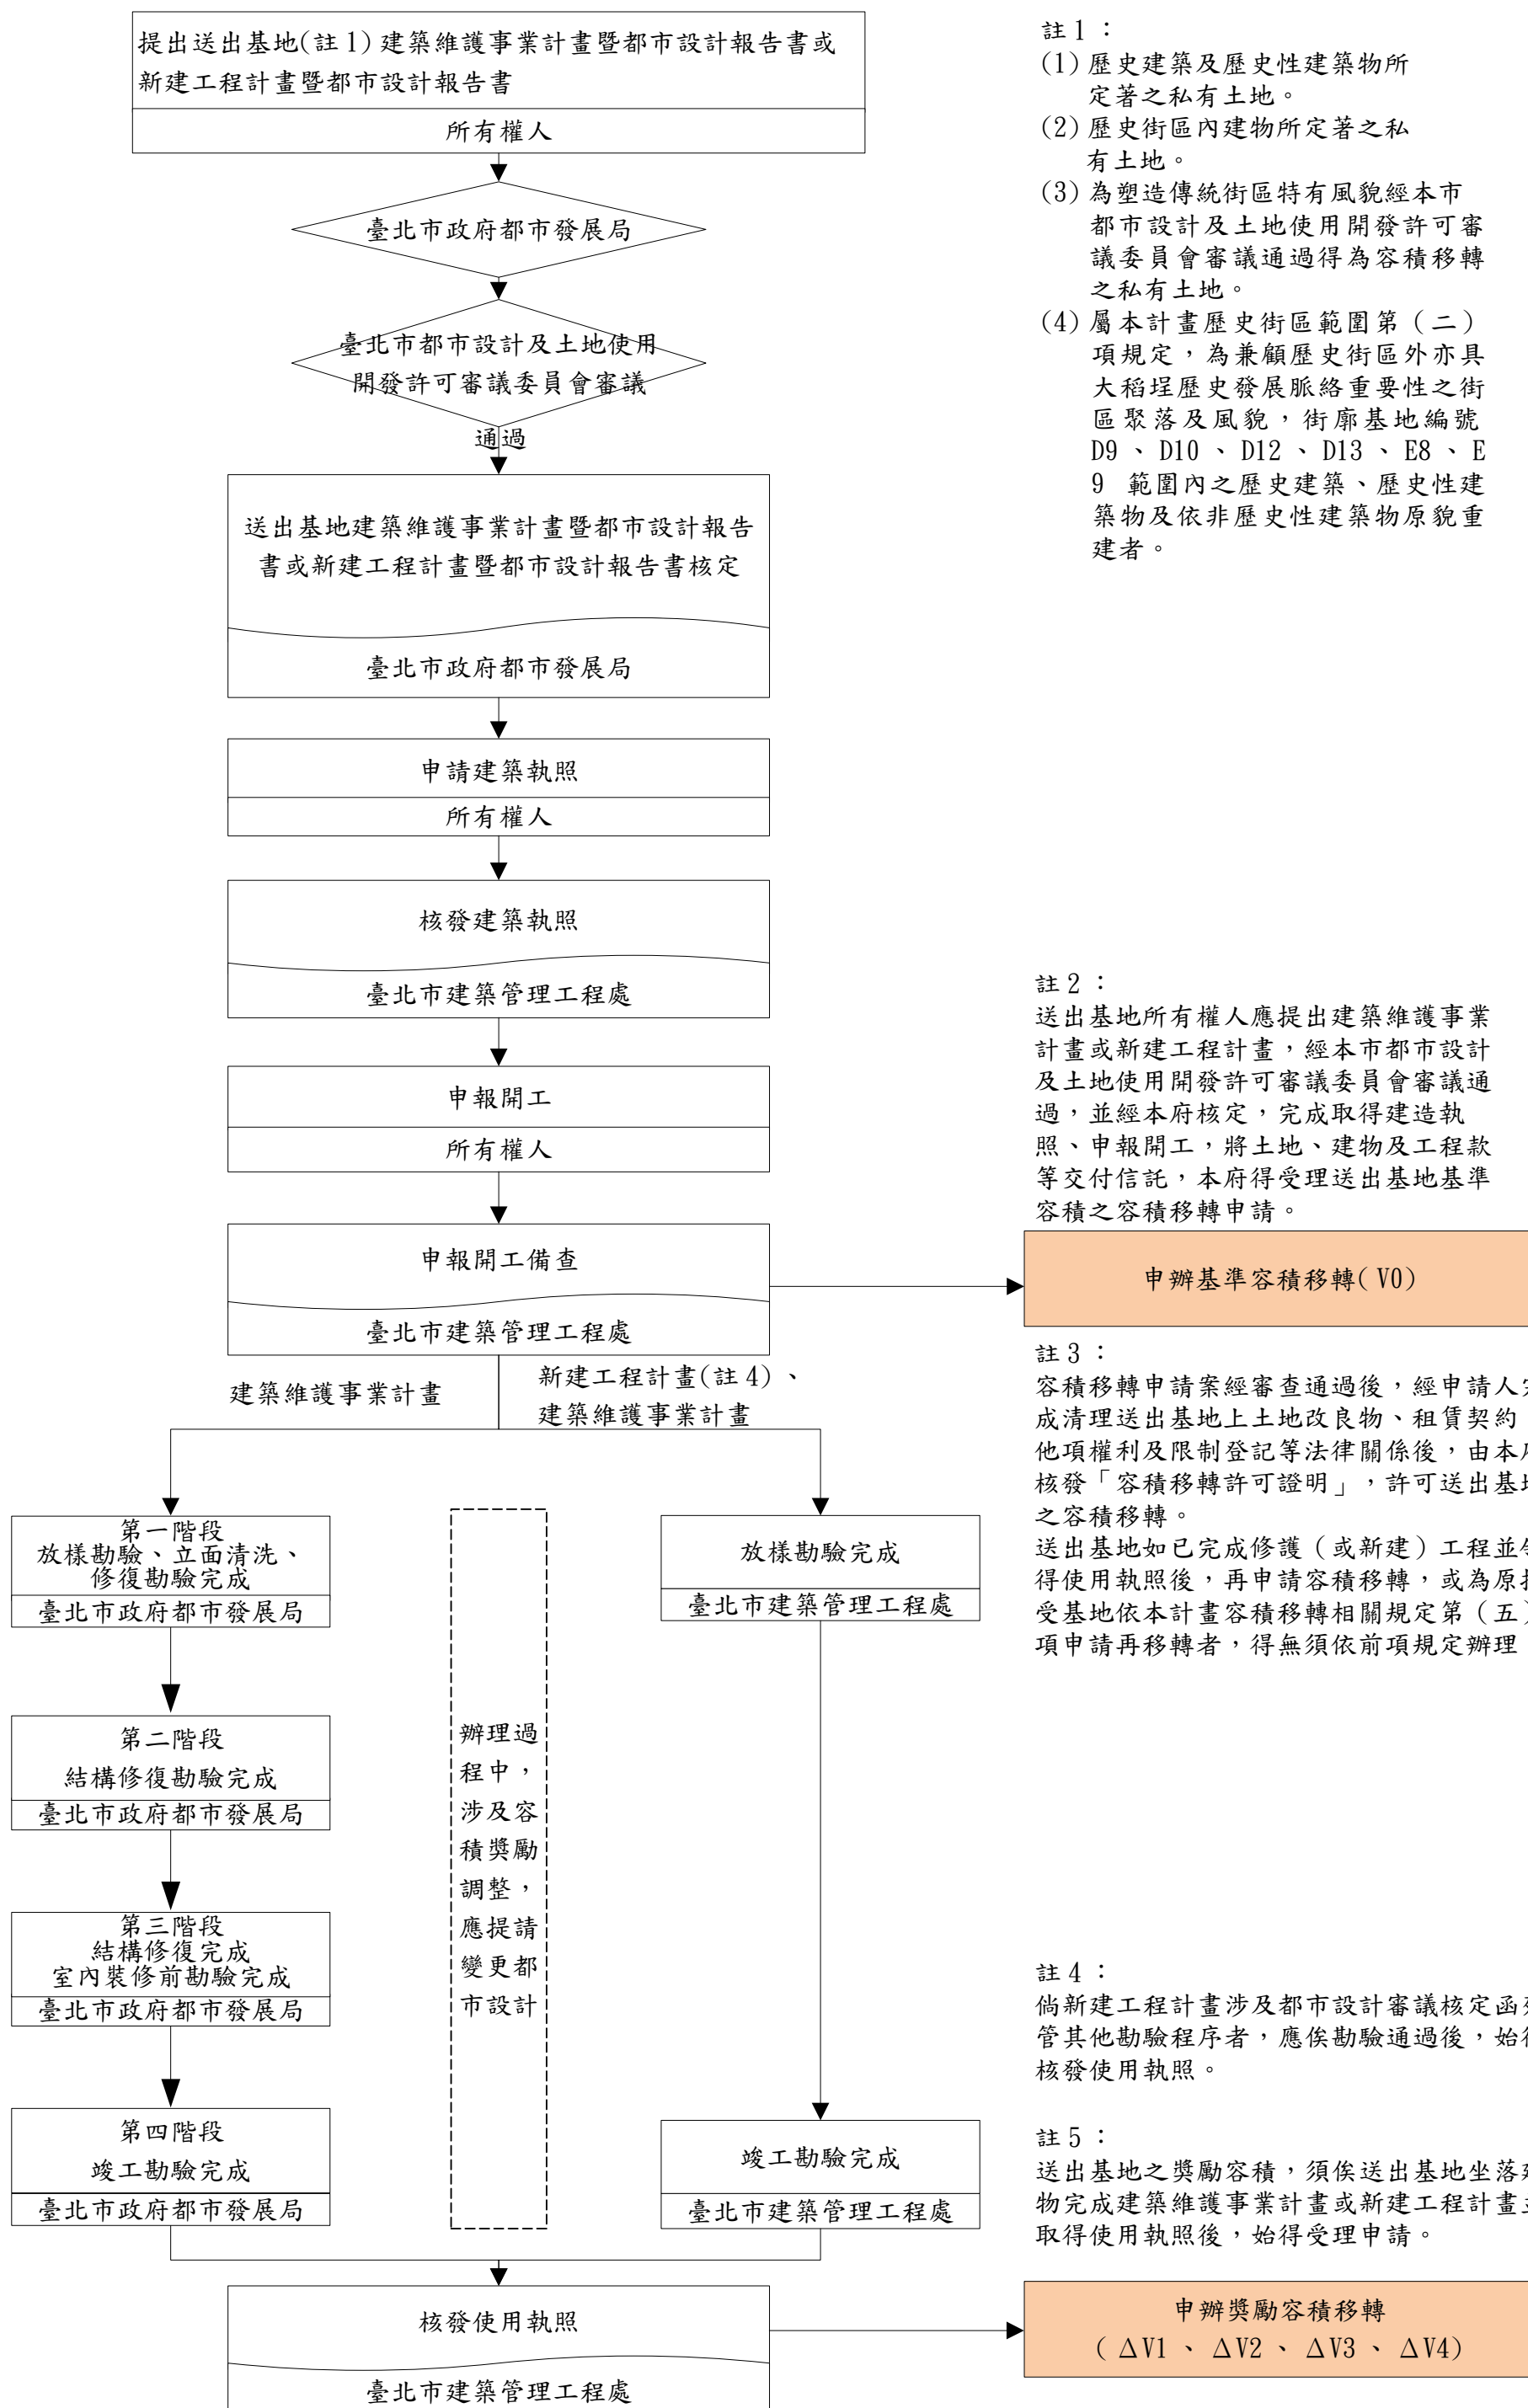 提出送出基地(註1)建築維護事業計畫暨都市設計報告書或
新建工程計畫暨都市設計報告書
所有權人
臺北市政府都市發展局
臺北市都市設計及土地使用
開發許可審議委員會審議
通過
送出基地建築維護事業計畫暨都市設計報告
書或新建工程計畫暨都市設計報告書核定
臺北市政府都市發展局
申請建築執照
所有權人
核發建築執照
臺北市建築管理工程處
申報開工
所有權人
申報開工備查
臺北市建築管理工程處
建築維護事業計畫
新建工程計畫(註4)、
建築維護事業計畫
第一階段
放樣勘驗、立面清洗、
修復勘驗完成
臺北市政府都市發展局
第二階段
結構修復勘驗完成
臺北市政府都市發展局
第三階段
結構修復完成
室內裝修前勘驗完成
臺北市政府都市發展局
第四階段
竣工勘驗完成
臺北市政府都市發展局
辦理過
程中，
涉及容
積獎勵
調整，
應提請
變更都
市設計
放樣勘驗完成
臺北市建築管理工程處
竣工勘驗完成
臺北市建築管理工程處
核發使用執照
臺北市建築管理工程處
註1：
(1)歷史建築及歷史性建築物所
定著之私有土地。
(2)歷史街區內建物所定著之私
有土地。
(3)為塑造傳統街區特有風貌經本市
都市設計及土地使用開發許可審
議委員會審議通過得為容積移轉
之私有土地。
(4)屬本計畫歷史街區範圍第（二）
項規定，為兼顧歷史街區外亦具
大稻埕歷史發展脈絡重要性之街
區聚落及風貌，街廓基地編號
D9、D10、D12、D13、E8、E
9 範圍內之歷史建築、歷史性建
築物及依非歷史性建築物原貌重
建者。
註2：
送出基地所有權人應提出建築維護事業
計畫或新建工程計畫，經本市都市設計
及土地使用開發許可審議委員會審議通
過，並經本府核定，完成取得建造執
照、申報開工，將土地、建物及工程款
等交付信託，本府得受理送出基地基準
容積之容積移轉申請。
申辦基準容積移轉(V0)
註3：
容積移轉申請案經審查通過後，經申請人
成清理送出基地上土地改良物、租賃契約
他項權利及限制登記等法律關係後，由本
核發「容積移轉許可證明」，許可送出基
之容積移轉。
送出基地如已完成修護（或新建）工程並
得使用執照後，再申請容積移轉，或為原
受基地依本計畫容積移轉相關規定第（五）
項申請再移轉者，得無須依前項規定辦理
註4：
倘新建工程計畫涉及都市設計審議核定函
管其他勘驗程序者，應俟勘驗通過後，始
核發使用執照。
註5：
送出基地之獎勵容積，須俟送出基地坐落
物完成建築維護事業計畫或新建工程計畫
取得使用執照後，始得受理申請。
申辦獎勵容積移轉
(ΔV1、ΔV2、ΔV3、ΔV4)